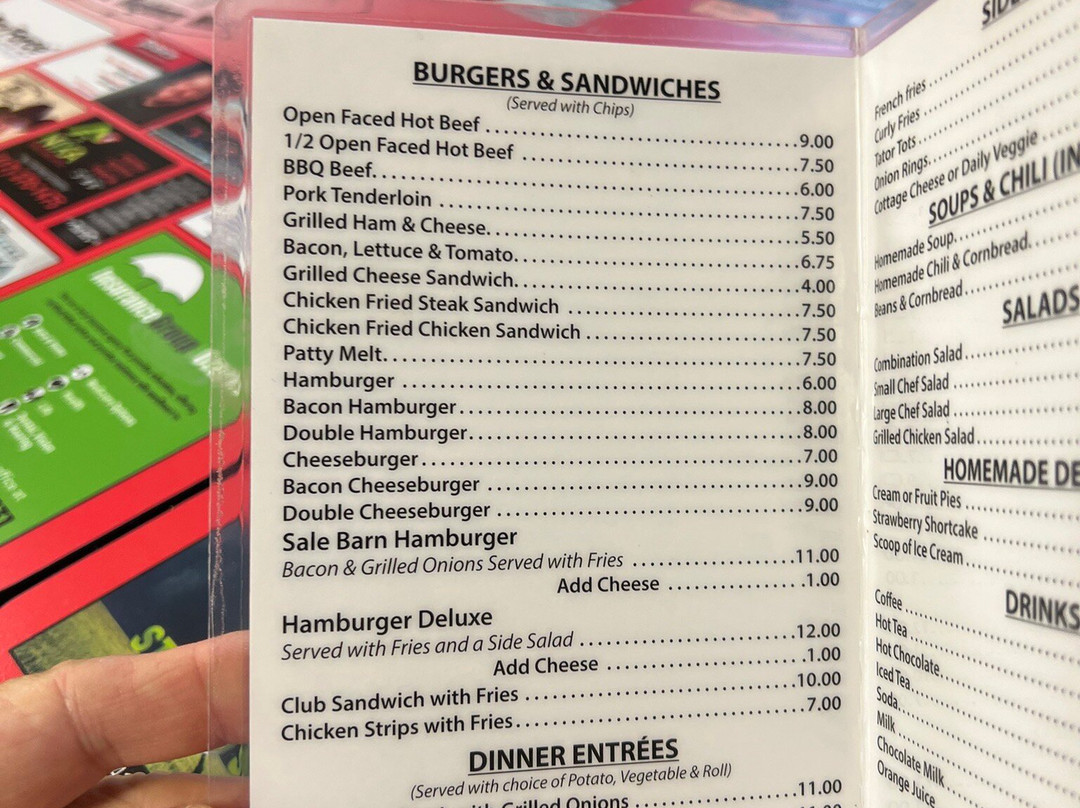 BURGERS & SANDWICHES
(Served with Chips)
Open Faced Hot Beef ........ 9.00
1/2 Open Faced Hot Beef ........ 7.50
BBQ Beef ........ 6.00
Pork Tenderloin ........ 7.50
Grilled Ham & Cheese ........ 5.50
Bacon, Lettuce & Tomato ........ 6.75
Grilled Cheese Sandwich ........ 4.00
Chicken Fried Steak Sandwich ........ 7.50
Chicken Fried Chicken Sandwich ........ 7.50
Patty Melt ........ 7.50
Hamburger ........ 6.00
Bacon Hamburger ........ 8.00
Double Hamburger ........ 8.00
Cheeseburger ........ 7.00
Bacon Cheeseburger ........ 9.00
Double Cheeseburger ........ 9.00
Sale Barn Hamburger
Bacon & Grilled Onions Served with Fries ........ 11.00
Add Cheese ........ 1.00
Hamburger Deluxe
Served with Fries and a Side Salad ........ 12.00
Add Cheese ........ 1.00
Club Sandwich with Fries ........ 10.00
Chicken Strips with Fries ........ 7.00
DINNER ENTRÉES
(Served with choice of Potato, Vegetable & Roll)
with Grilled Onions ........ 11.00
French fries
Curly Fries
Tator Tots
Onion Rings
Cottage Cheese or Daily Veggie
SOUPS & CHILI (IN
Homemade Soup
Homemade Chili & Cornbread
Beans & Cornbread
SALADS
Combination Salad
Small Chef Salad
Large Chef Salad
Grilled Chicken Salad
HOMEMADE DE
Cream or Fruit Pies
Strawberry Shortcake
Scoop of Ice Cream
DRINKS
Coffee
Hot Tea
Hot Chocolate
Iced Tea
Soda
Milk
Chocolate Milk
Orange Juice
Insurance